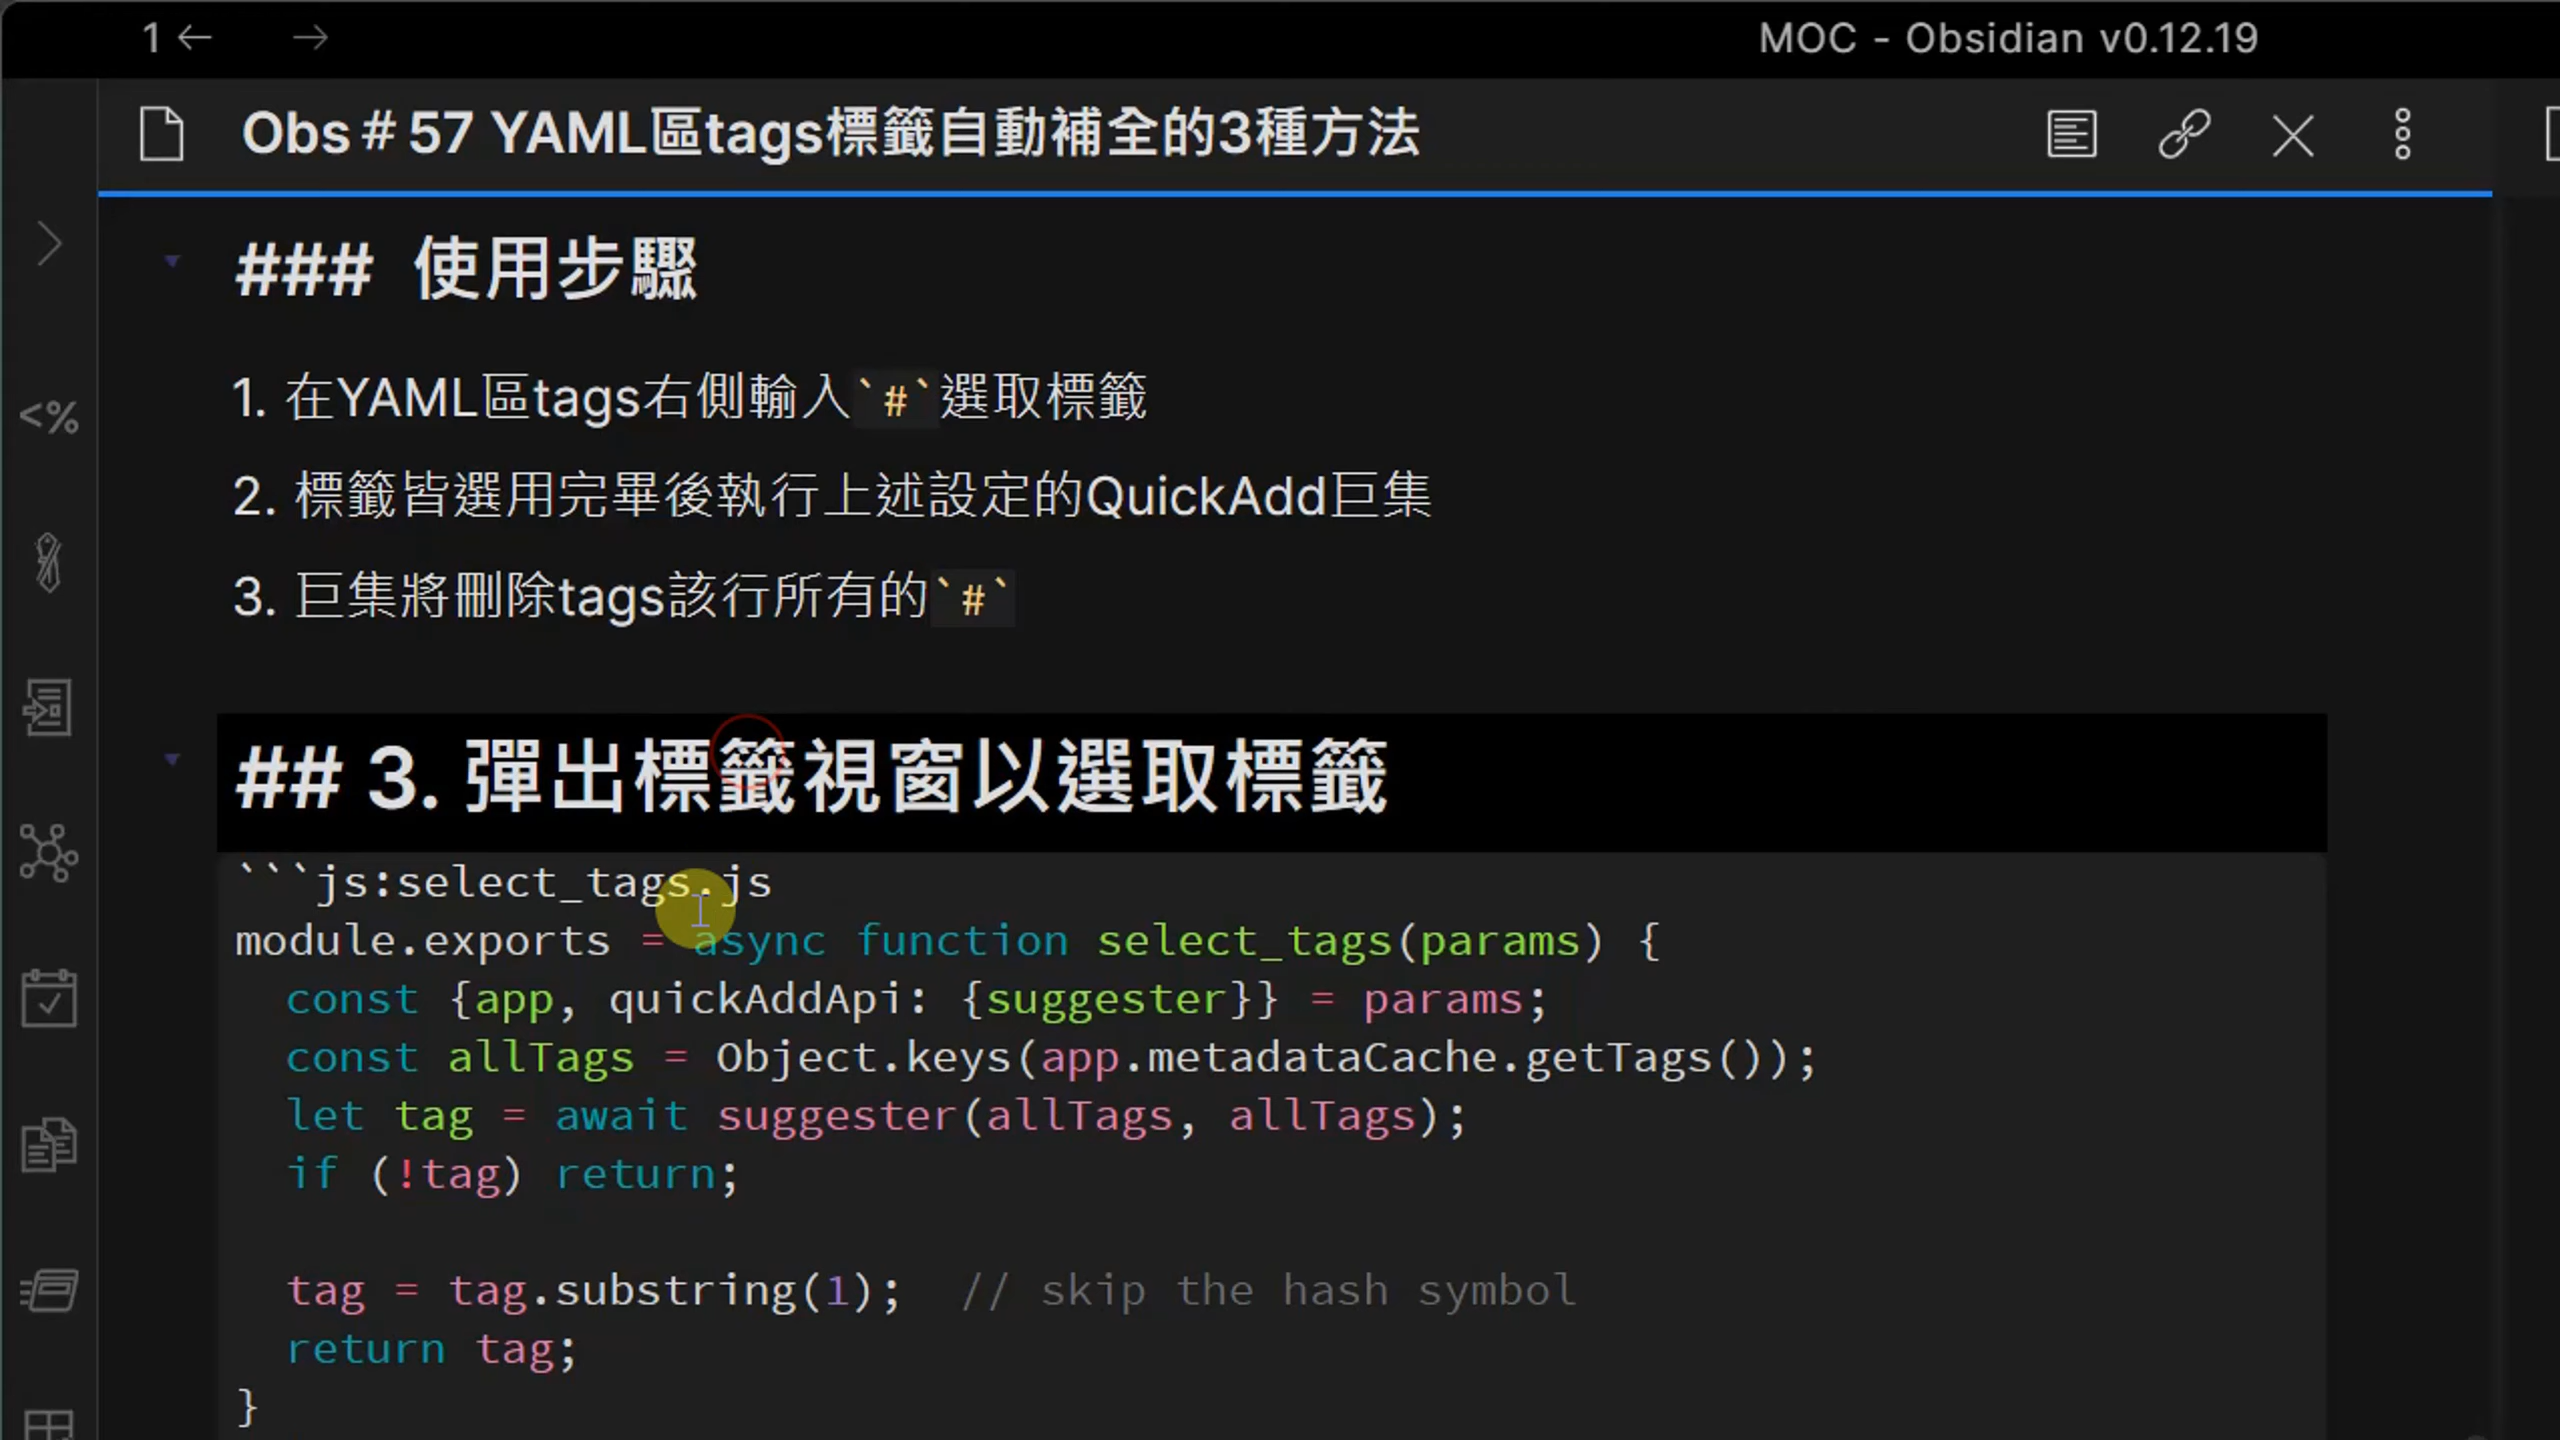 1 ← →
MOC - Obsidian v0.12.19
Obs＃57 YAML區tags標籤自動補全的3種方法
### 使用步驟
1. 在YAML區tags右側輸入`#`選取標籤
2. 標籤皆選用完畢後執行上述設定的QuickAdd巨集
3. 巨集將刪除tags該行所有的`#`
## 3. 彈出標籤視窗以選取標籤
```js:select_tags.js
module.exports = async function select_tags(params) {
  const {app, quickAddApi: {suggester}} = params;
  const allTags = Object.keys(app.metadataCache.getTags());
  let tag = await suggester(allTags, allTags);
  if (!tag) return;
  tag = tag.substring(1);  // skip the hash symbol
  return tag;
}
<%